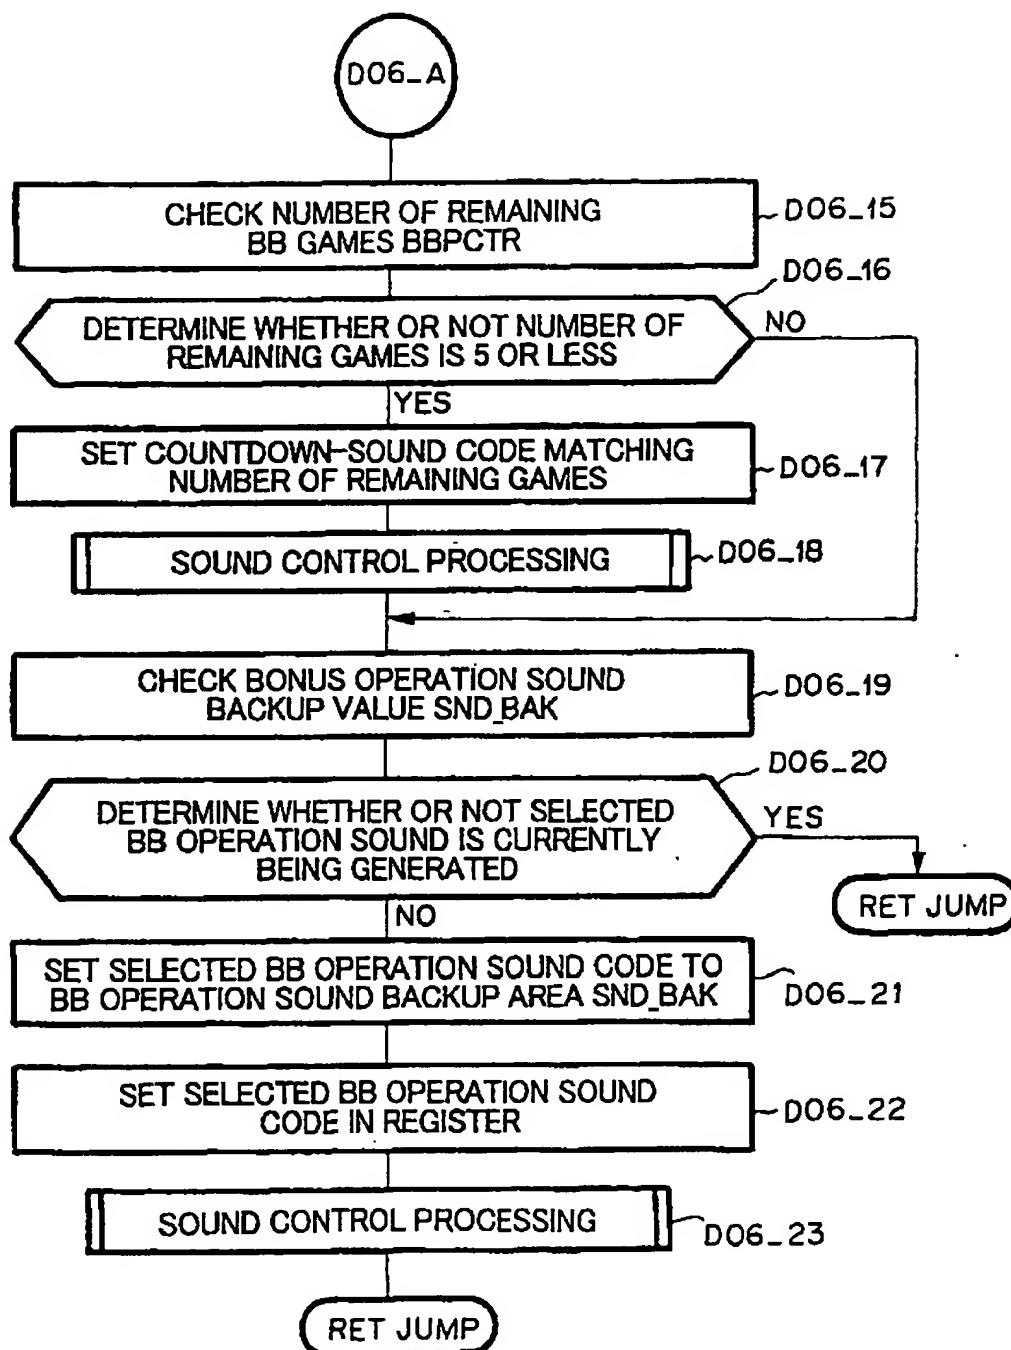 D06_A
CHECK NUMBER OF REMAINING
BB GAMES BBPCTR
D06_15
D06_16
DETERMINE WHETHER OR NOT NUMBER OF
REMAINING GAMES IS 5 OR LESS
NO
YES
SET COUNTDOWN-SOUND CODE MATCHING
NUMBER OF REMAINING GAMES
D06_17
SOUND CONTROL PROCESSING
D06_18
CHECK BONUS OPERATION SOUND
BACKUP VALUE SND_BAK
D06_19
D06_20
DETERMINE WHETHER OR NOT SELECTED
BB OPERATION SOUND IS CURRENTLY
BEING GENERATED
YES
RET JUMP
NO
SET SELECTED BB OPERATION SOUND CODE TO
BB OPERATION SOUND BACKUP AREA SND_BAK
D06_21
SET SELECTED BB OPERATION SOUND
CODE IN REGISTER
D06_22
SOUND CONTROL PROCESSING
D06_23
RET JUMP